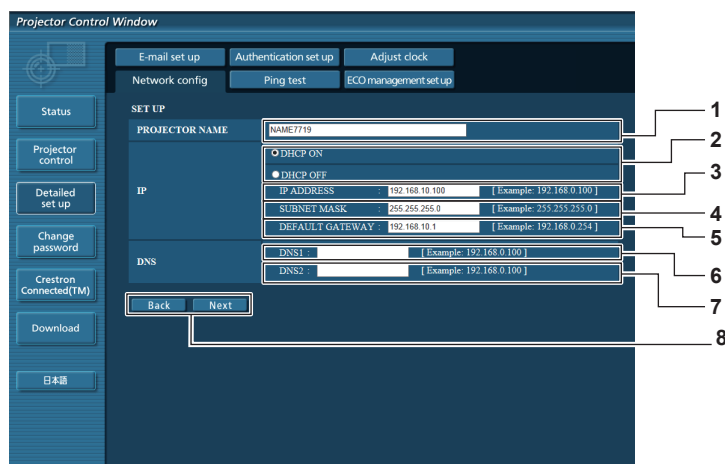 Projector Control Window
E-mail set up
Authentication set up
Adjust clock
Network config
Ping test
ECO management set up
Status
Projector
control
Detailed
set up
Change
password
Crestron
Connected(TM)
Download
日本語
SET UP
PROJECTOR NAME
NAME7719
IP
DHCP ON
DHCP OFF
IP ADDRESS : 192.168.10.100 [ Example: 192.168.0.100 ]
SUBNET MASK : 255.255.255.0 [ Example: 255.255.255.0 ]
DEFAULT GATEWAY : 192.168.10.1 [ Example: 192.168.0.254 ]
DNS
DNS1 : [ Example: 192.168.0.100 ]
DNS2 : [ Example: 192.168.0.100 ]
Back
Next
1
2
3
4
5
6
7
8